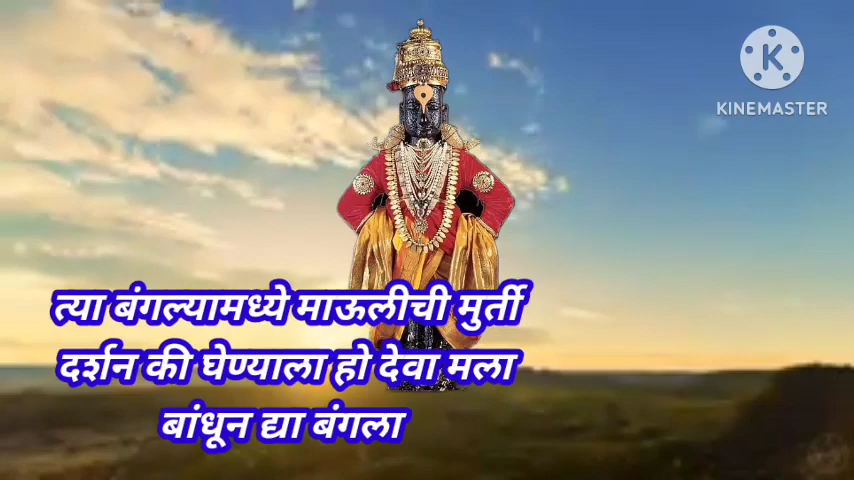 KINEMASTER
त्या बंगल्यामध्ये माऊलीची मुर्ती
दर्शन की घेण्याला हो देवा मला
बांधून द्या बंगला